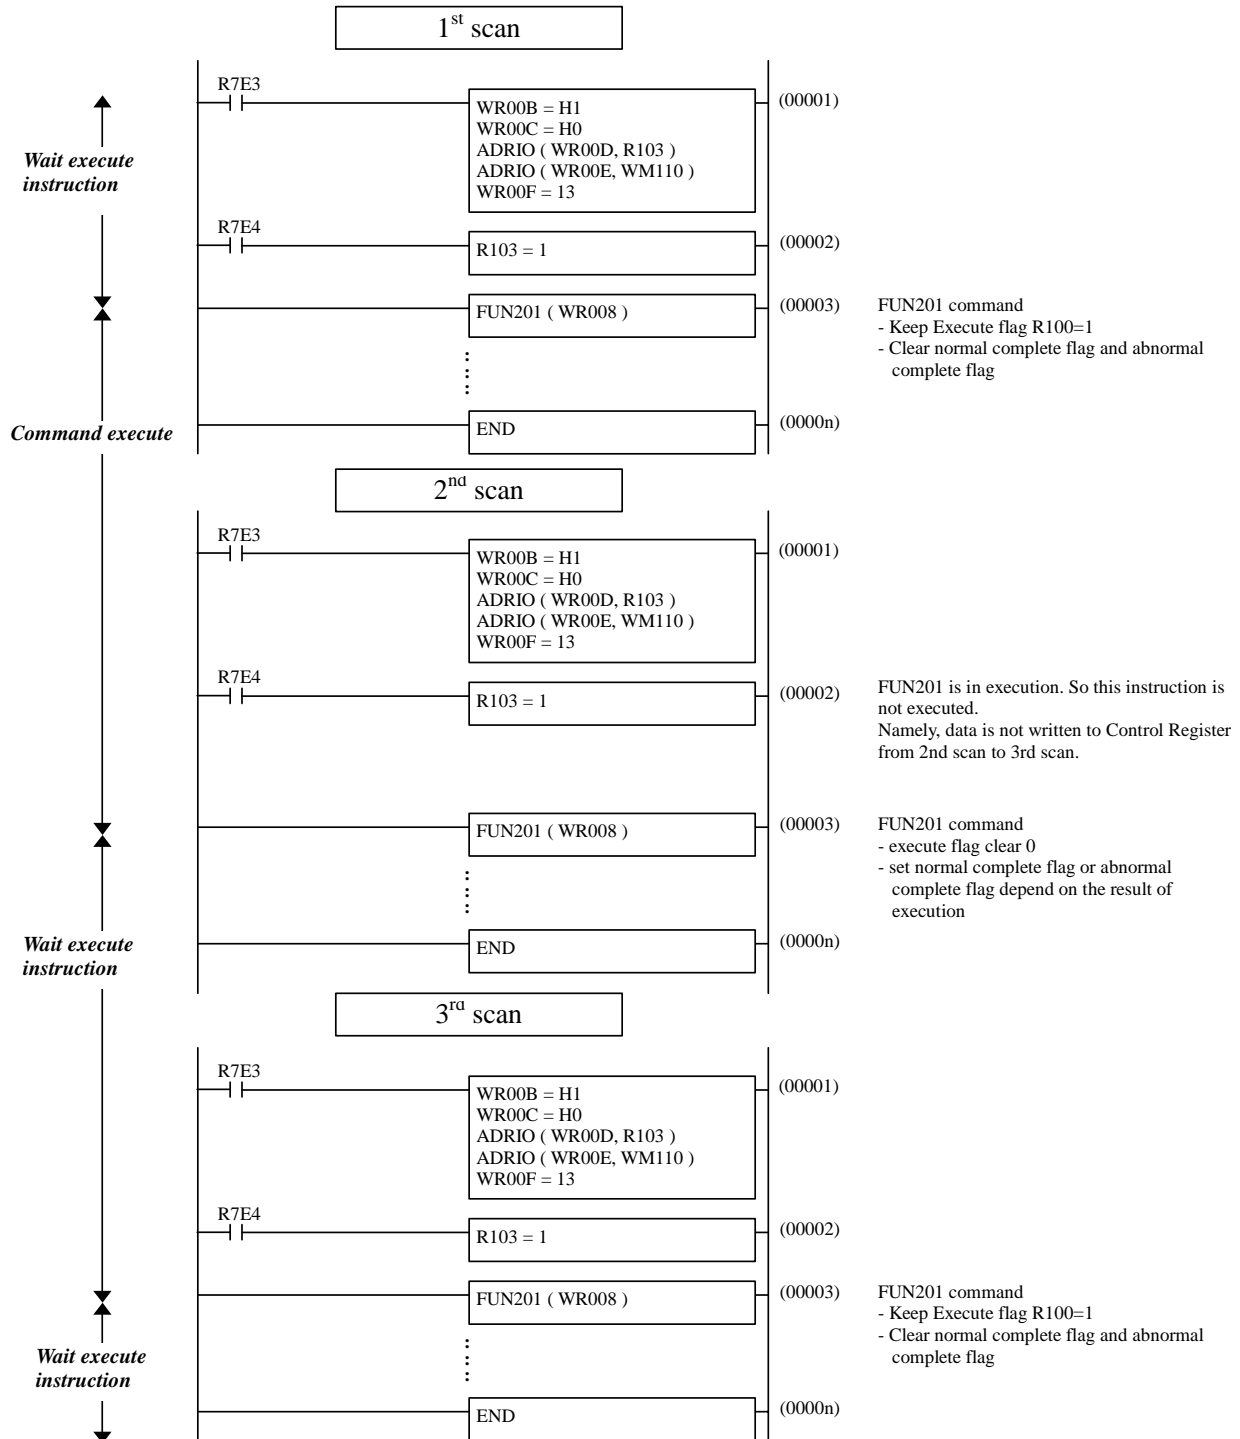 1st scan
R7E3
WR00B = H1
WR00C = H0
ADRIO ( WR00D, R103 )
ADRIO ( WR00E, WM110 )
WR00F = 13
(00001)
Wait execute
instruction
R7E4
R103 = 1
(00002)
FUN201 ( WR008 )
(00003)
FUN201 command
- Keep Execute flag R100=1
- Clear normal complete flag and abnormal
complete flag
Command execute
END
(0000n)
2nd scan
R7E3
WR00B = H1
WR00C = H0
ADRIO ( WR00D, R103 )
ADRIO ( WR00E, WM110 )
WR00F = 13
(00001)
R7E4
R103 = 1
(00002)
FUN201 is in execution. So this instruction is
not executed.
Namely, data is not written to Control Register
from 2nd scan to 3rd scan.
FUN201 ( WR008 )
(00003)
FUN201 command
- execute flag clear 0
- set normal complete flag or abnormal
complete flag depend on the result of
execution
Wait execute
instruction
END
(0000n)
3rd scan
R7E3
WR00B = H1
WR00C = H0
ADRIO ( WR00D, R103 )
ADRIO ( WR00E, WM110 )
WR00F = 13
(00001)
R7E4
R103 = 1
(00002)
FUN201 ( WR008 )
(00003)
FUN201 command
- Keep Execute flag R100=1
- Clear normal complete flag and abnormal
complete flag
Wait execute
instruction
END
(0000n)